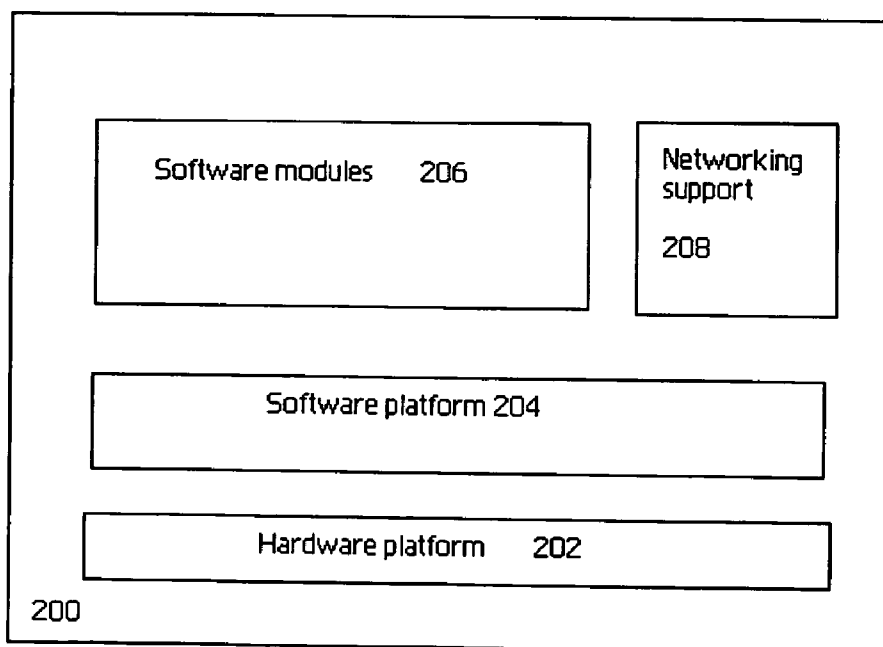 Software modules 206
Networking
support
208
Software platform 204
Hardware platform 202
200